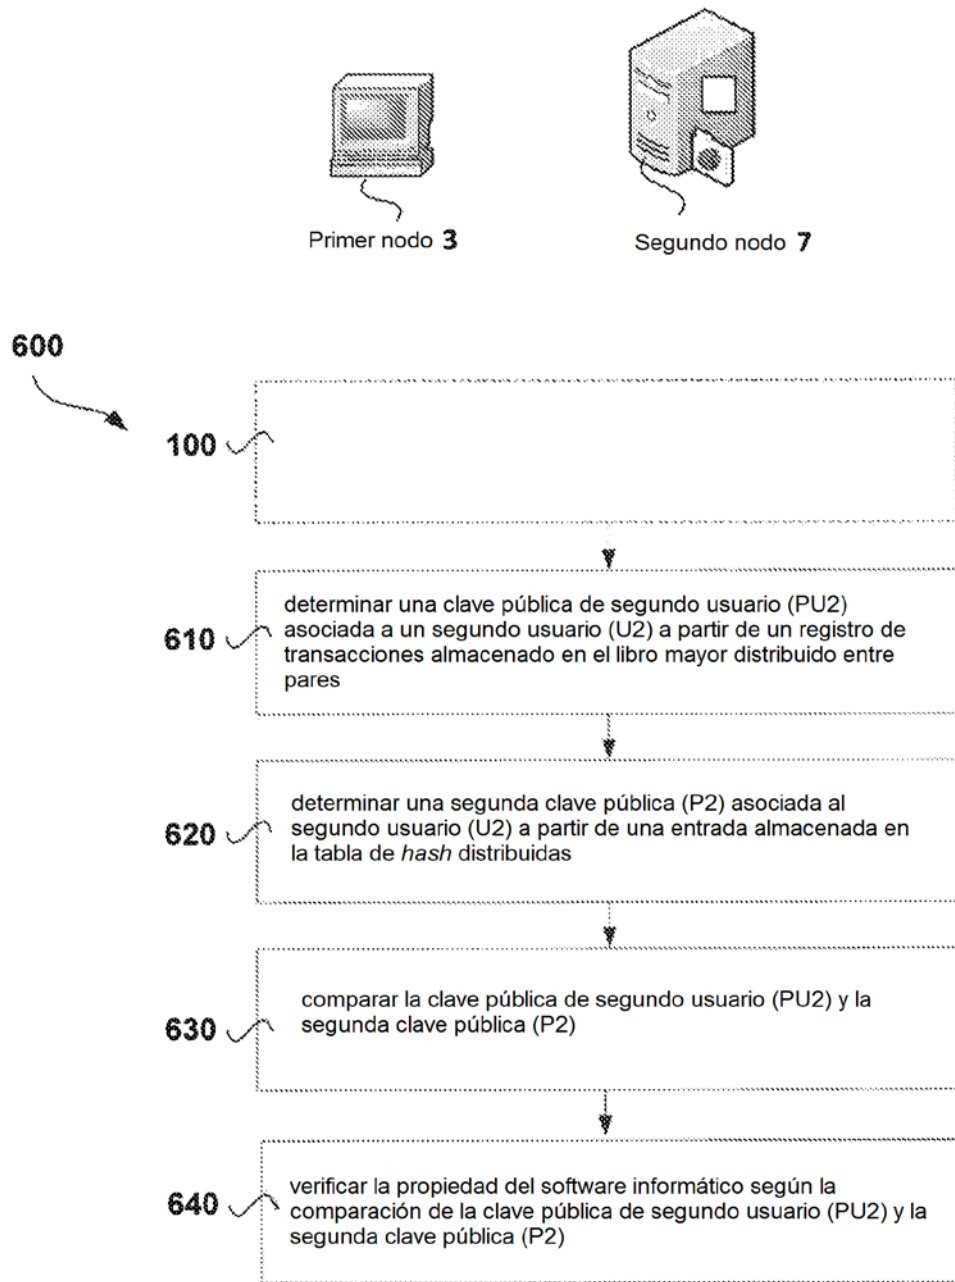 Primer nodo 3
Segundo nodo 7
600
100
610
determinar una clave pública de segundo usuario (PU2)
asociada a un segundo usuario (U2) a partir de un registro de
transacciones almacenado en el libro mayor distribuido entre
pares
620
determinar una segunda clave pública (P2) asociada al
segundo usuario (U2) a partir de una entrada almacenada en
la tabla de hash distribuidas
630
comparar la clave pública de segundo usuario (PU2) y la
segunda clave pública (P2)
640
verificar la propiedad del software informático según la
comparación de la clave pública de segundo usuario (PU2) y la
segunda clave pública (P2)